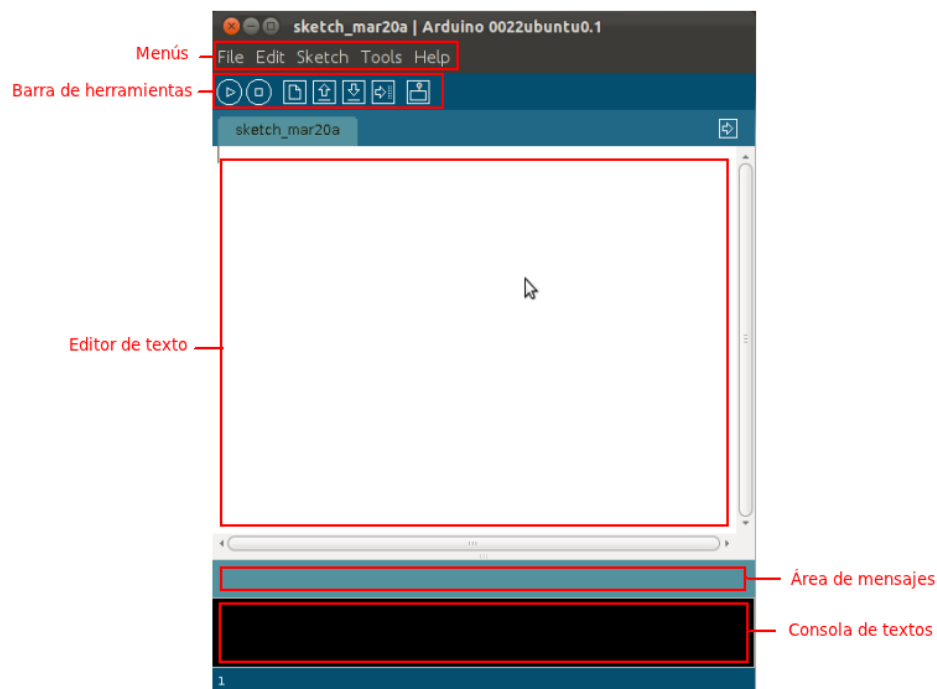 sketch_mar20a | Arduino 0022ubuntu0.1
Menús
File Edit Sketch Tools Help
Barra de herramientas
sketch_mar20a
Editor de texto
Área de mensajes
Consola de textos
1